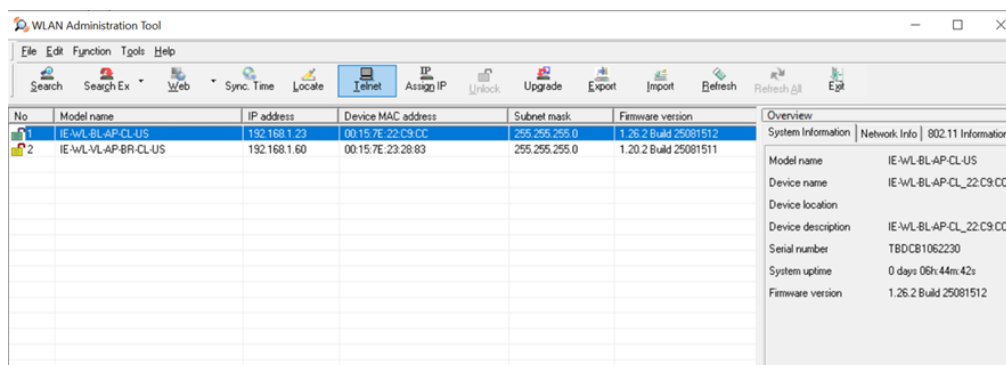 WLAN Administration Tool
File Edit Function Tools Help
Search Search Ex Web Sync. Time Locate Telnet Assign IP Unlock Upgrade Export Import Refresh Refresh All Exit
IP
No Model name IP address Device MAC address Subnet mask Firmware version
1 IE-WL-BL-AP-CL-US 192.168.1.23 00:15:7E:22:C9:CC 255.255.255.0 1.26.2 Build 25081512
2 IE-WL-VL-AP-BR-CL-US 192.168.1.60 00:15:7E:23:28:83 255.255.255.0 1.20.2 Build 25081511
Overview
System Information Network Info 802.11 Information
Model name IE-WL-BL-AP-CL-US
Device name IE-WL-BL-AP-CL_22:C9:CC
Device location
Device description IE-WL-BL-AP-CL_22:C9:CC
Serial number TBDCB1062230
System uptime 0 days 06h:44m:42s
Firmware version 1.26.2 Build 25081512